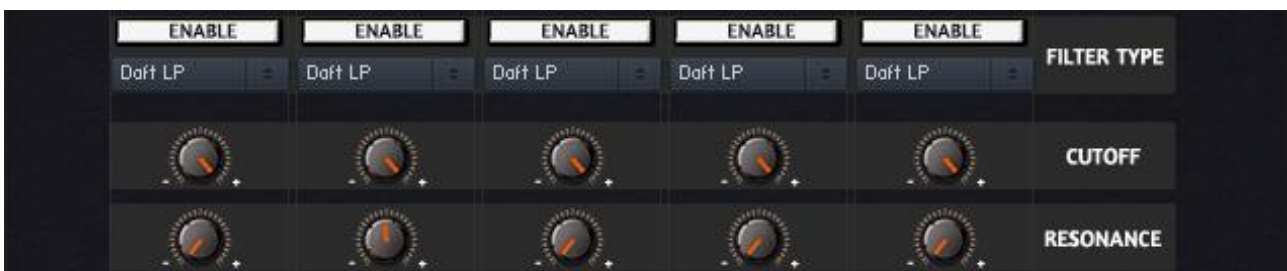 ENABLE ENABLE ENABLE ENABLE ENABLE
FILTER TYPE
Daft LP Daft LP Daft LP Daft LP Daft LP
CUTOFF
- + - + - + - + - +
RESONANCE
- + - + - + - + - +